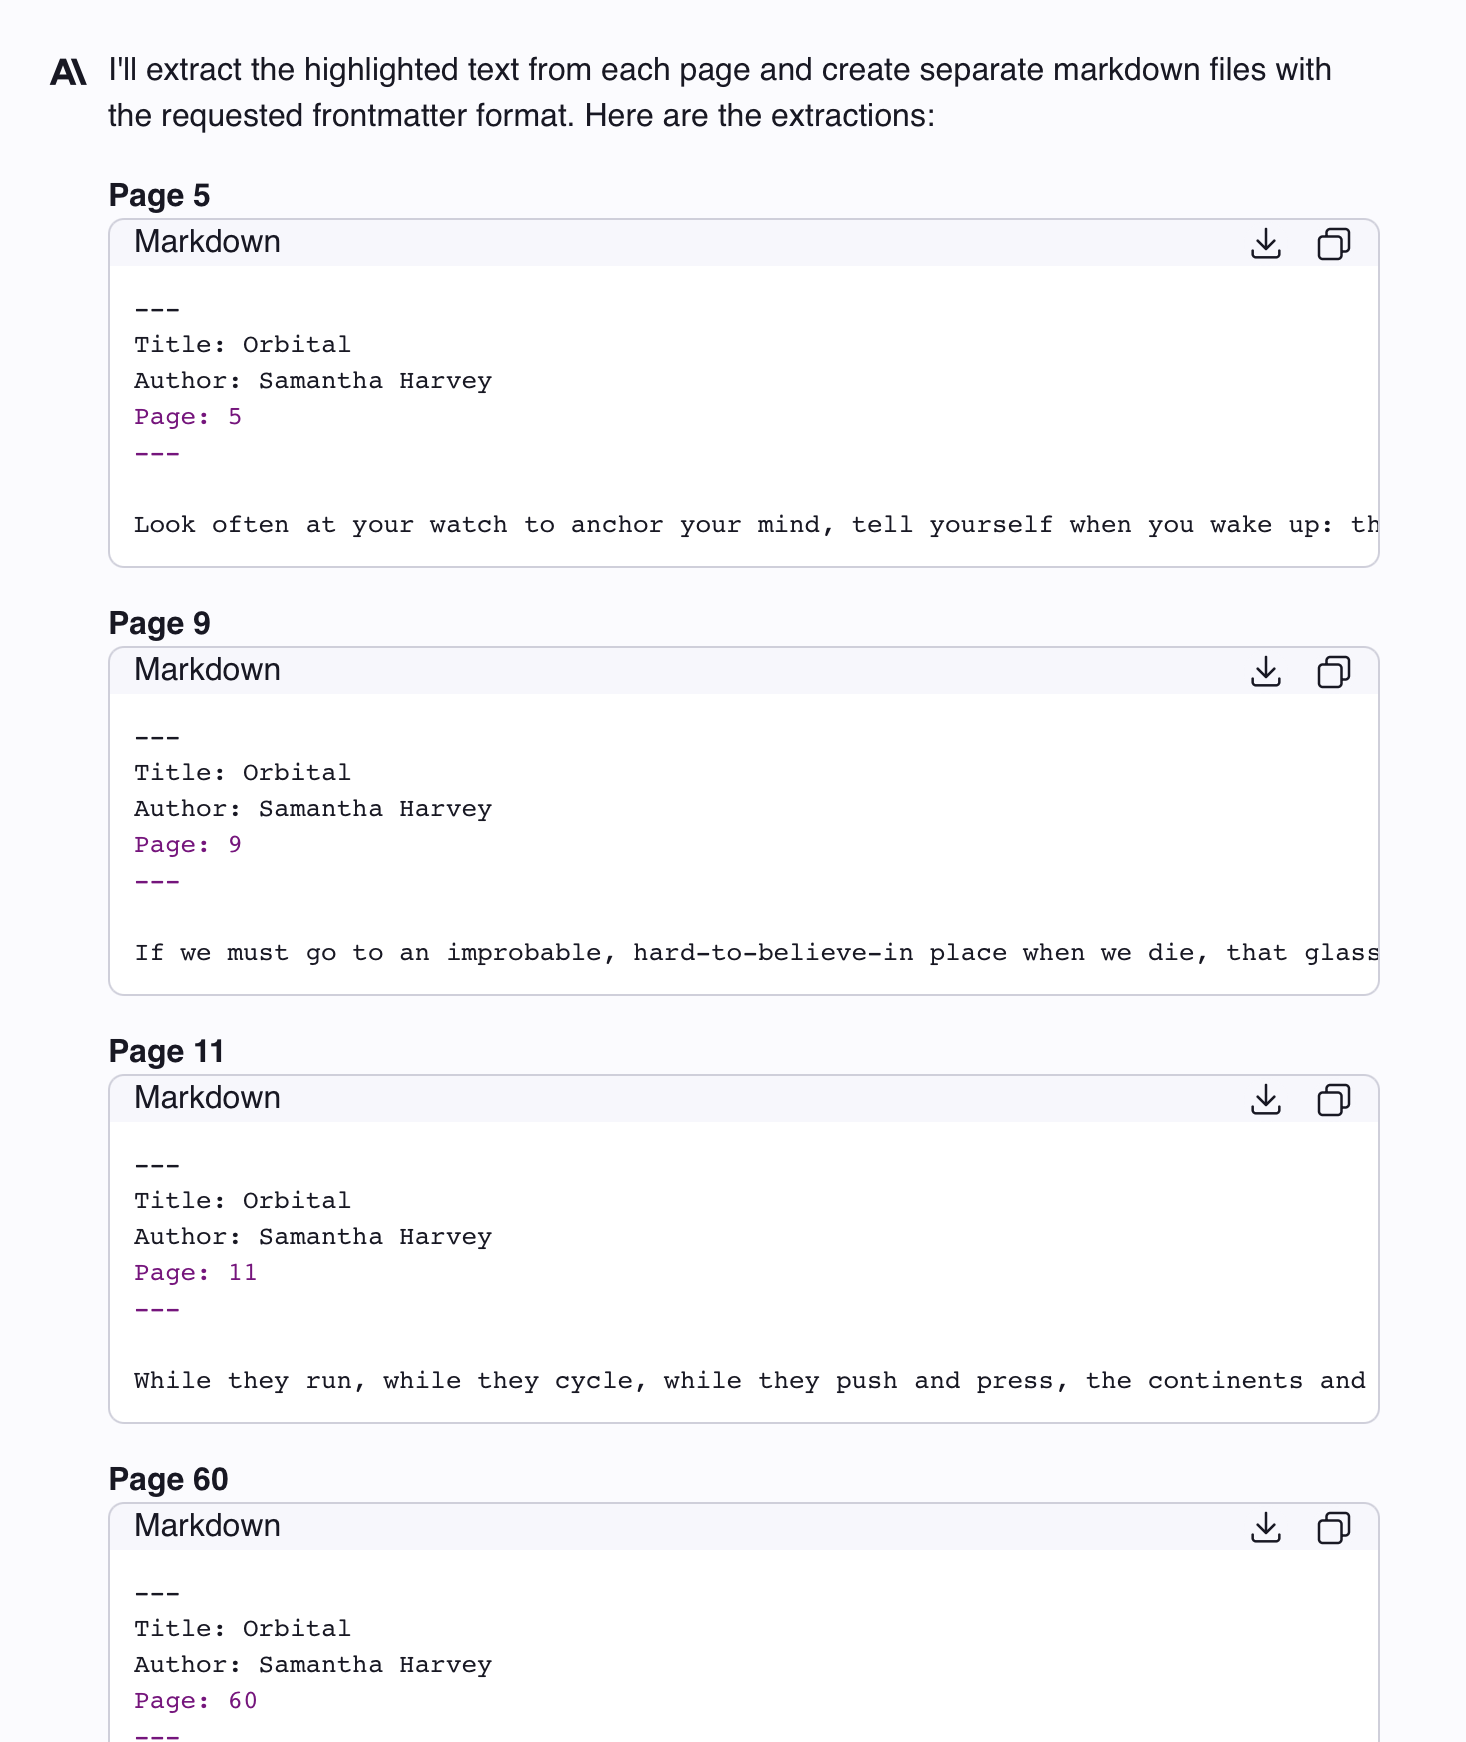 I'll extract the highlighted text from each page and create separate markdown files with
the requested frontmatter format. Here are the extractions:
Page 5
Markdown
---
Title: Orbital
Author: Samantha Harvey
Page: 5
---
Look often at your watch to anchor your mind, tell yourself when you wake up: th
Page 9
Markdown
---
Title: Orbital
Author: Samantha Harvey
Page: 9
---
If we must go to an improbable, hard-to-believe-in place when we die, that glass
Page 11
Markdown
---
Title: Orbital
Author: Samantha Harvey
Page: 11
---
While they run, while they cycle, while they push and press, the continents and
Page 60
Markdown
---
Title: Orbital
Author: Samantha Harvey
Page: 60
---